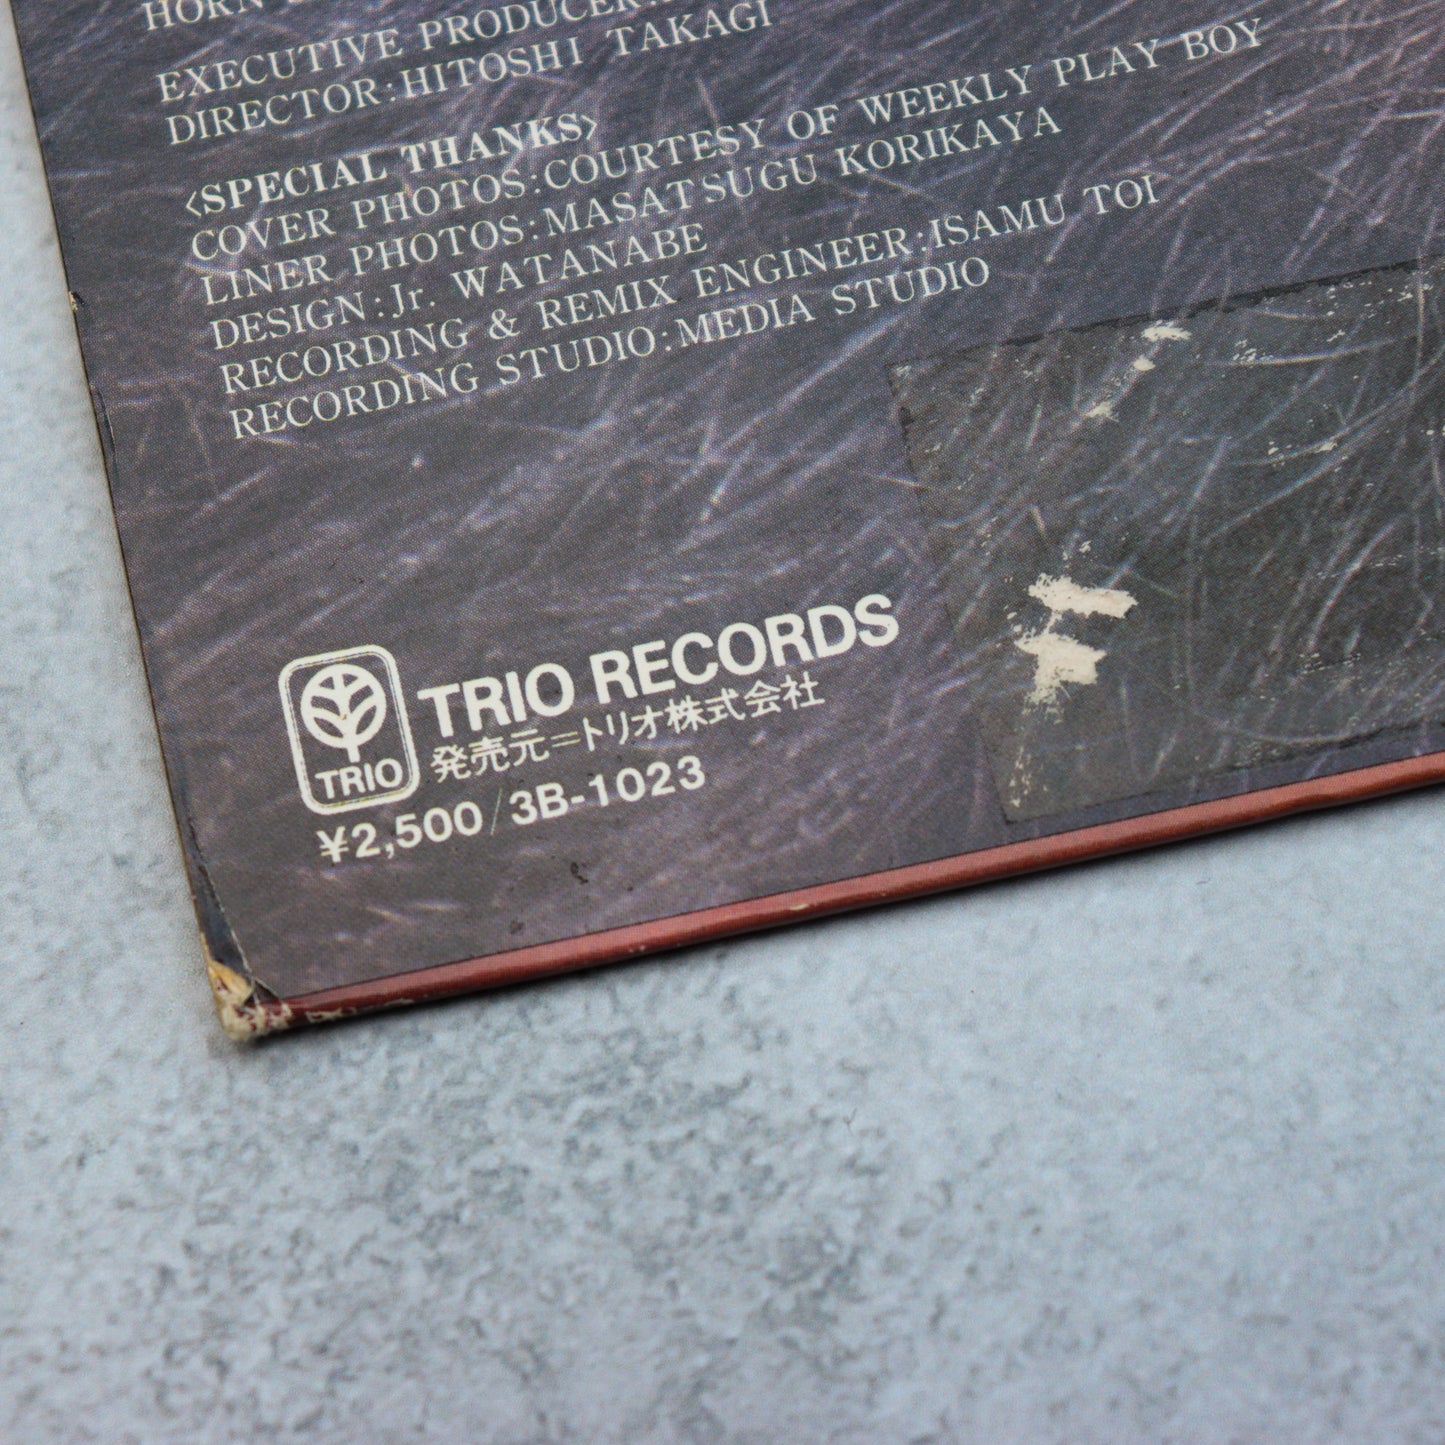 HORN
EXECUTIVE PRODUCER:
DIRECTOR:HITOSHI TAKAGI
〈SPECIAL THANKS〉
COVER PHOTOS:COURTESY OF WEEKLY PLAY BOY
LINER PHOTOS:MASATSUGU KORIKAYA
DESIGN:Jr. WATANABE
RECORDING & REMIX ENGINEER:ISAMU TOI
RECORDING STUDIO:MEDIA STUDIO
TRIO
TRIO RECORDS
発売元=トリオ株式会社
¥2,500/3B-1023